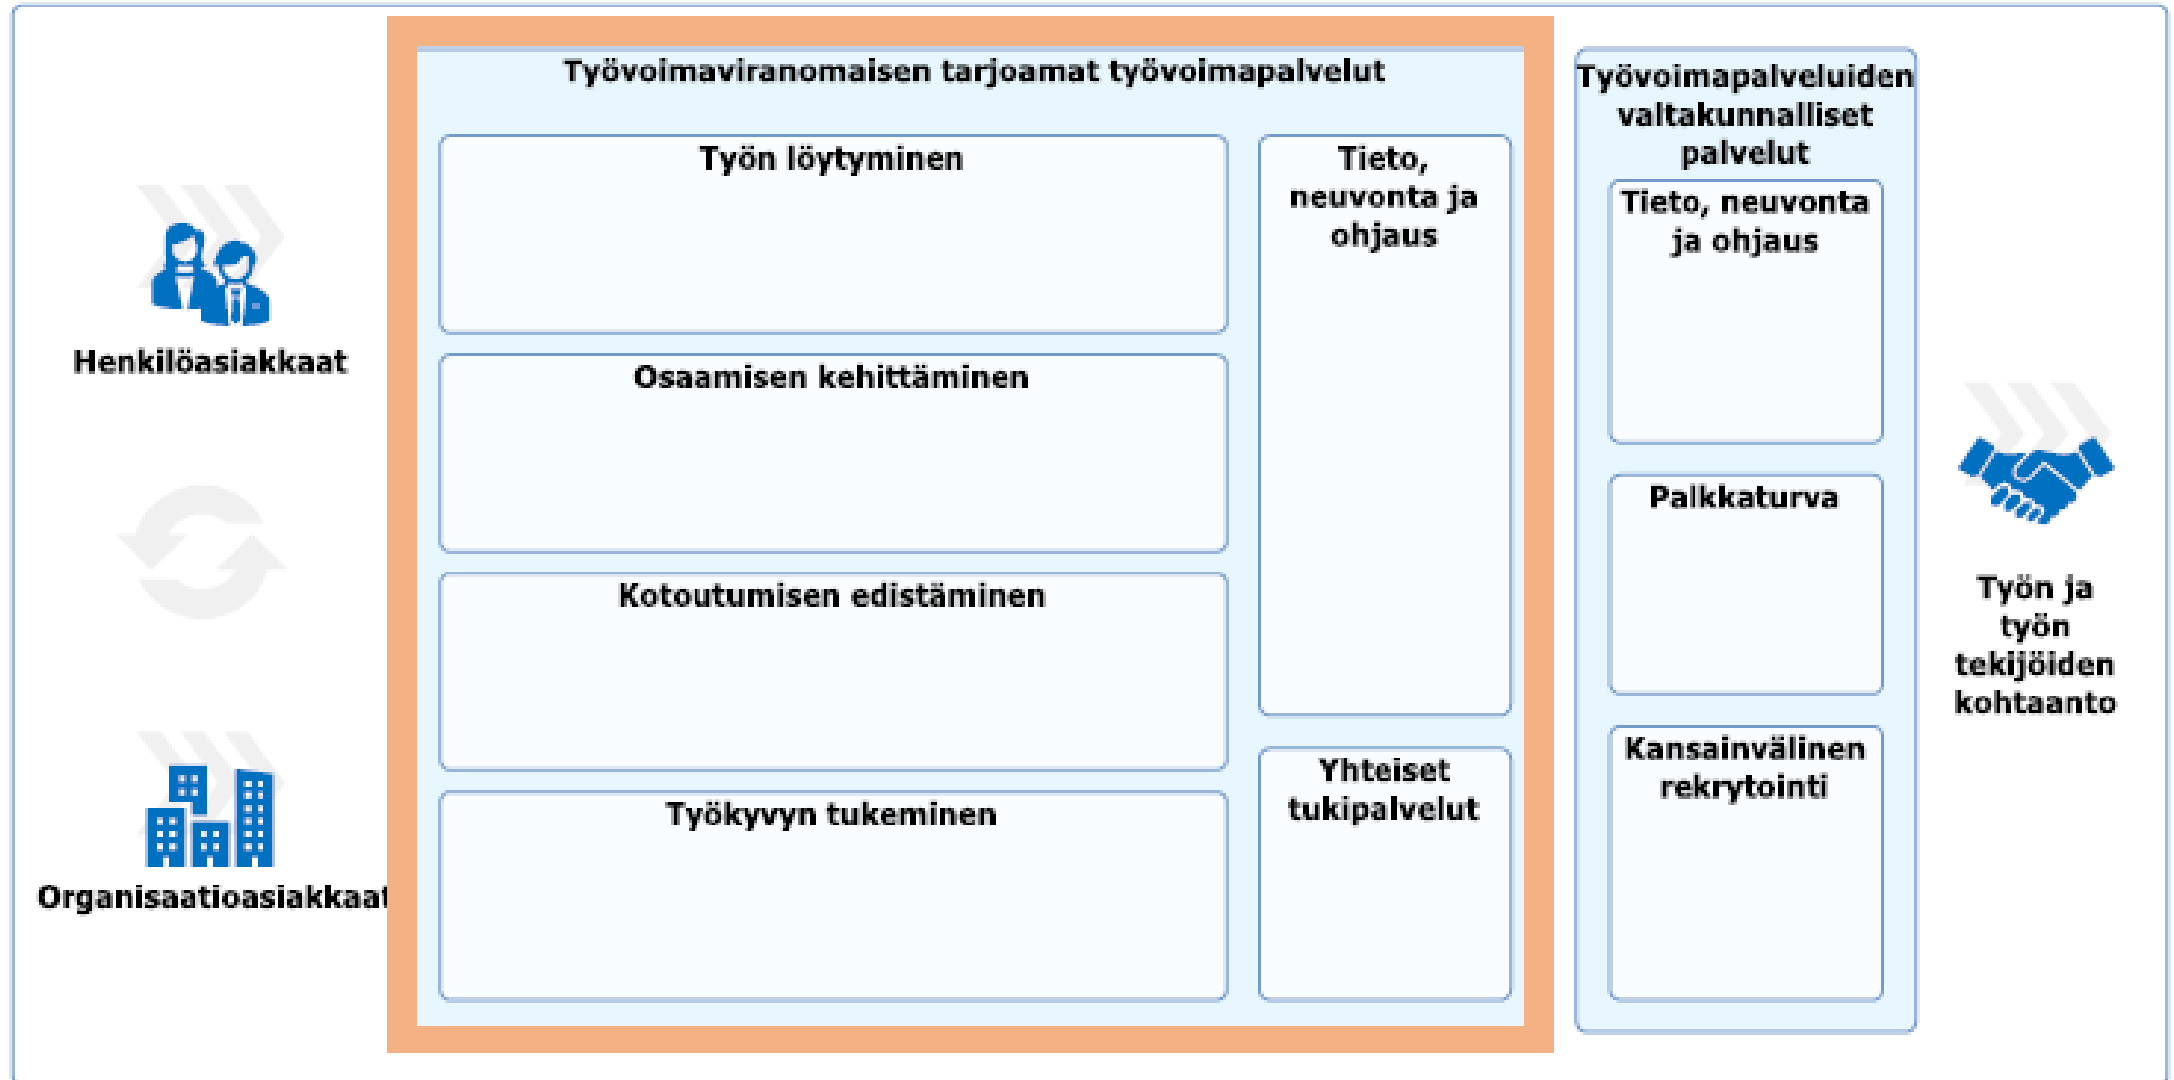 Henkilöasiakkaat
Organisaatioasiakkaat
Työvoimaviranomaisen tarjoamat työvoimapalvelut
Työn löytyminen
Osaamisen kehittäminen
Kotoutumisen edistäminen
Työkyvyn tukeminen
Tieto,
neuvonta ja
ohjaus
Yhteiset
tukipalvelut
Työvoimapalveluiden
valtakunnalliset
palvelut
Tieto, neuvonta
ja ohjaus
Palkkaturva
Kansainvälinen
rekrytointi
Työn ja
työn
tekijöiden
kohtaanto